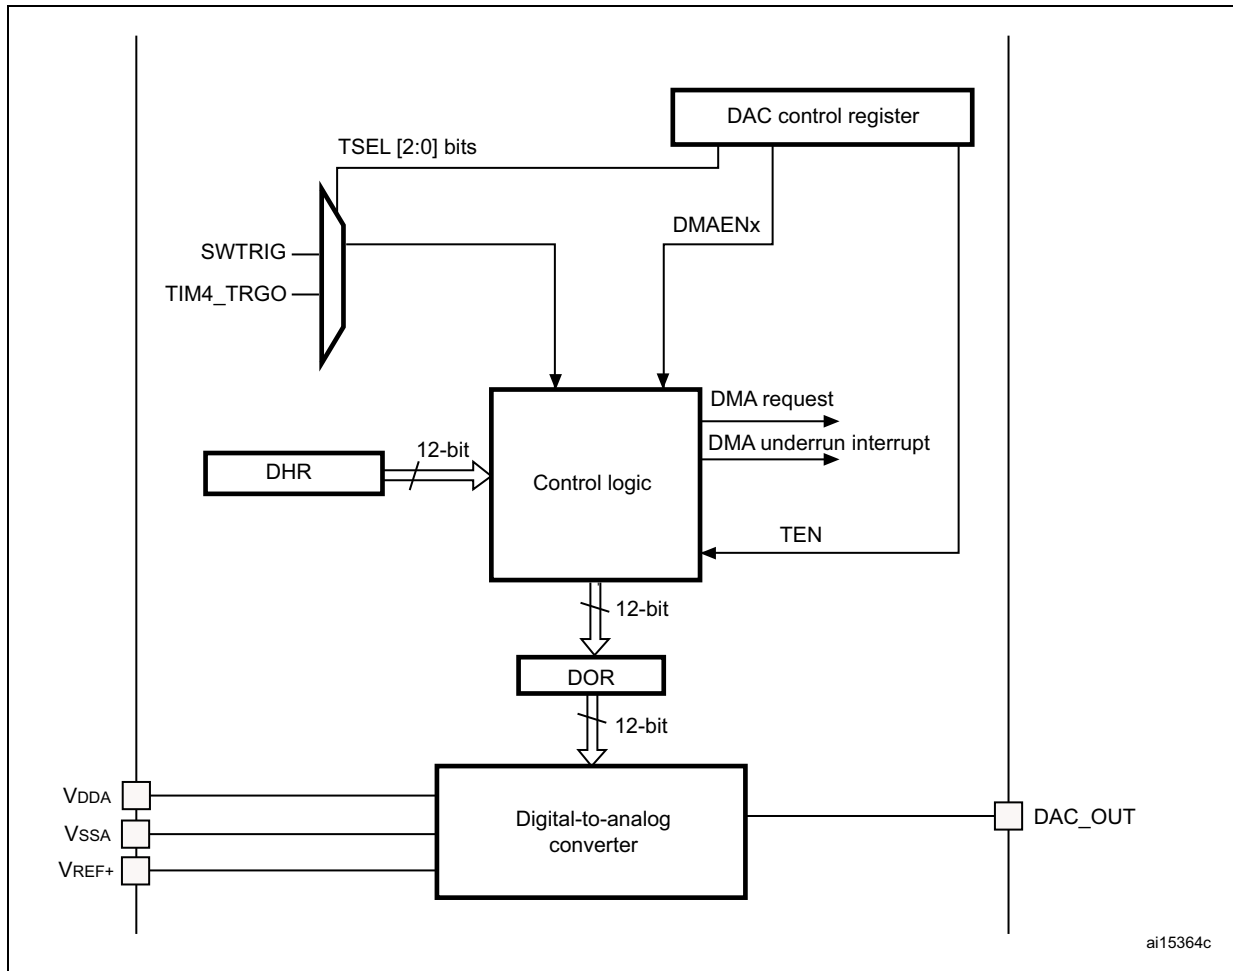 DAC control register
TSEL [2:0] bits
DMAENx
SWTRIG
TIM4_TRGO
DMA request
12-bit
DMA underrun interrupt
DHR
Control logic
TEN
12-bit
DOR
12-bit
VDDA
Digital-to-analog
converter
DAC_OUT
VSSA
VREF+
ai15364c